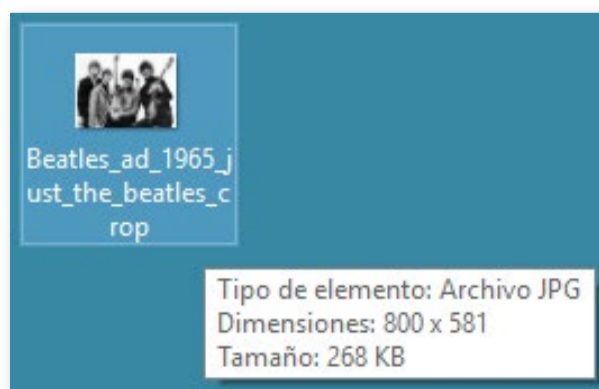 Beatles_ad_1965_j
ust_the_beatles_c
rop
Tipo de elemento: Archivo JPG
Dimensiones: 800 x 581
Tamaño: 268 KB